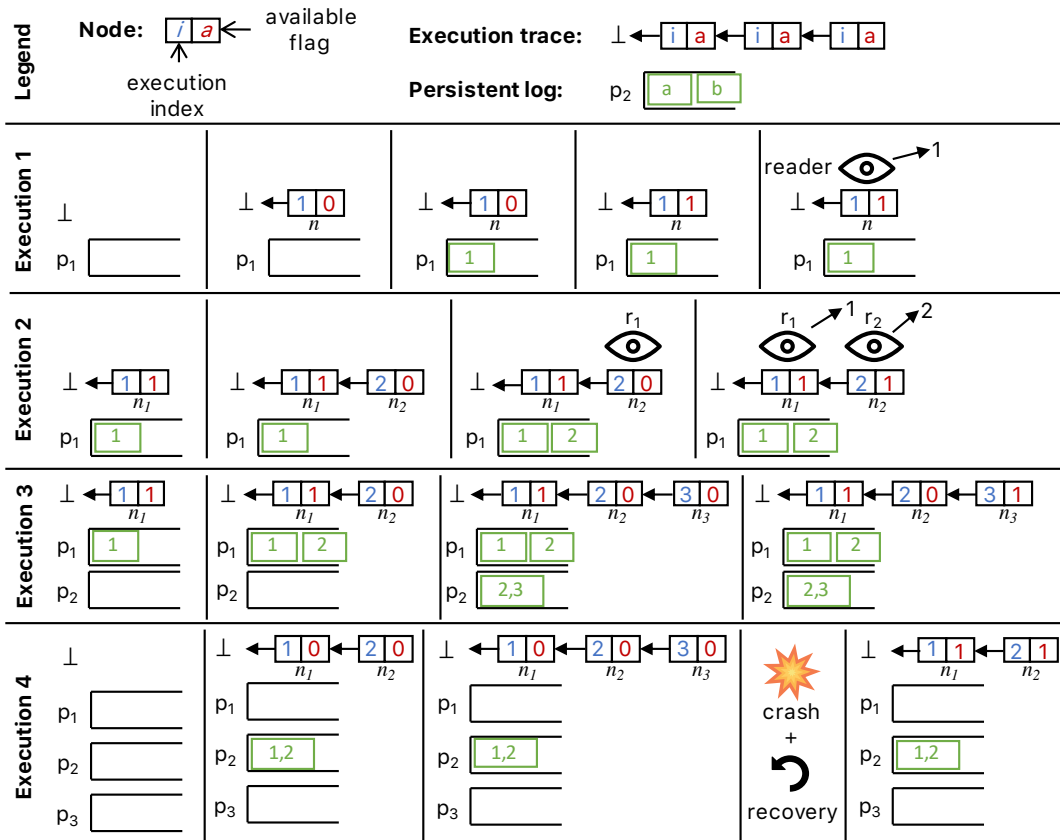 Legend
Node: i a available flag
execution index
Execution trace: ⊥ i a i a i a
Persistent log: p2 a b
Execution 1
⊥
p1
⊥ 1 0
n
p1
⊥ 1 0
n
p1 1
⊥ 1 1
n
p1 1
reader 1
⊥ 1 1
n
p1 1
Execution 2
⊥ 1 1
n1
p1 1
⊥ 1 1 2 0
n1 n2
p1 1
r1
⊥ 1 1 2 0
n1 n2
p1 1 2
r1 1 r2 2
⊥ 1 1 2 1
n1 n2
p1 1 2
Execution 3
⊥ 1 1
n1
p1 1
p2
⊥ 1 1 2 0
n1 n2
p1 1 2
p2
⊥ 1 1 2 0 3 0
n1 n2 n3
p1 1 2
p2 2,3
⊥ 1 1 2 0 3 1
n1 n2 n3
p1 1 2
p2 2,3
Execution 4
⊥
p1
p2
p3
⊥ 1 0 2 0
n1 n2
p1
p2 1,2
p3
⊥ 1 0 2 0 3 0
n1 n2 n3
p1
p2 1,2
p3
crash
+
recovery
⊥ 1 1 2 1
n1 n2
p1
p2 1,2
p3